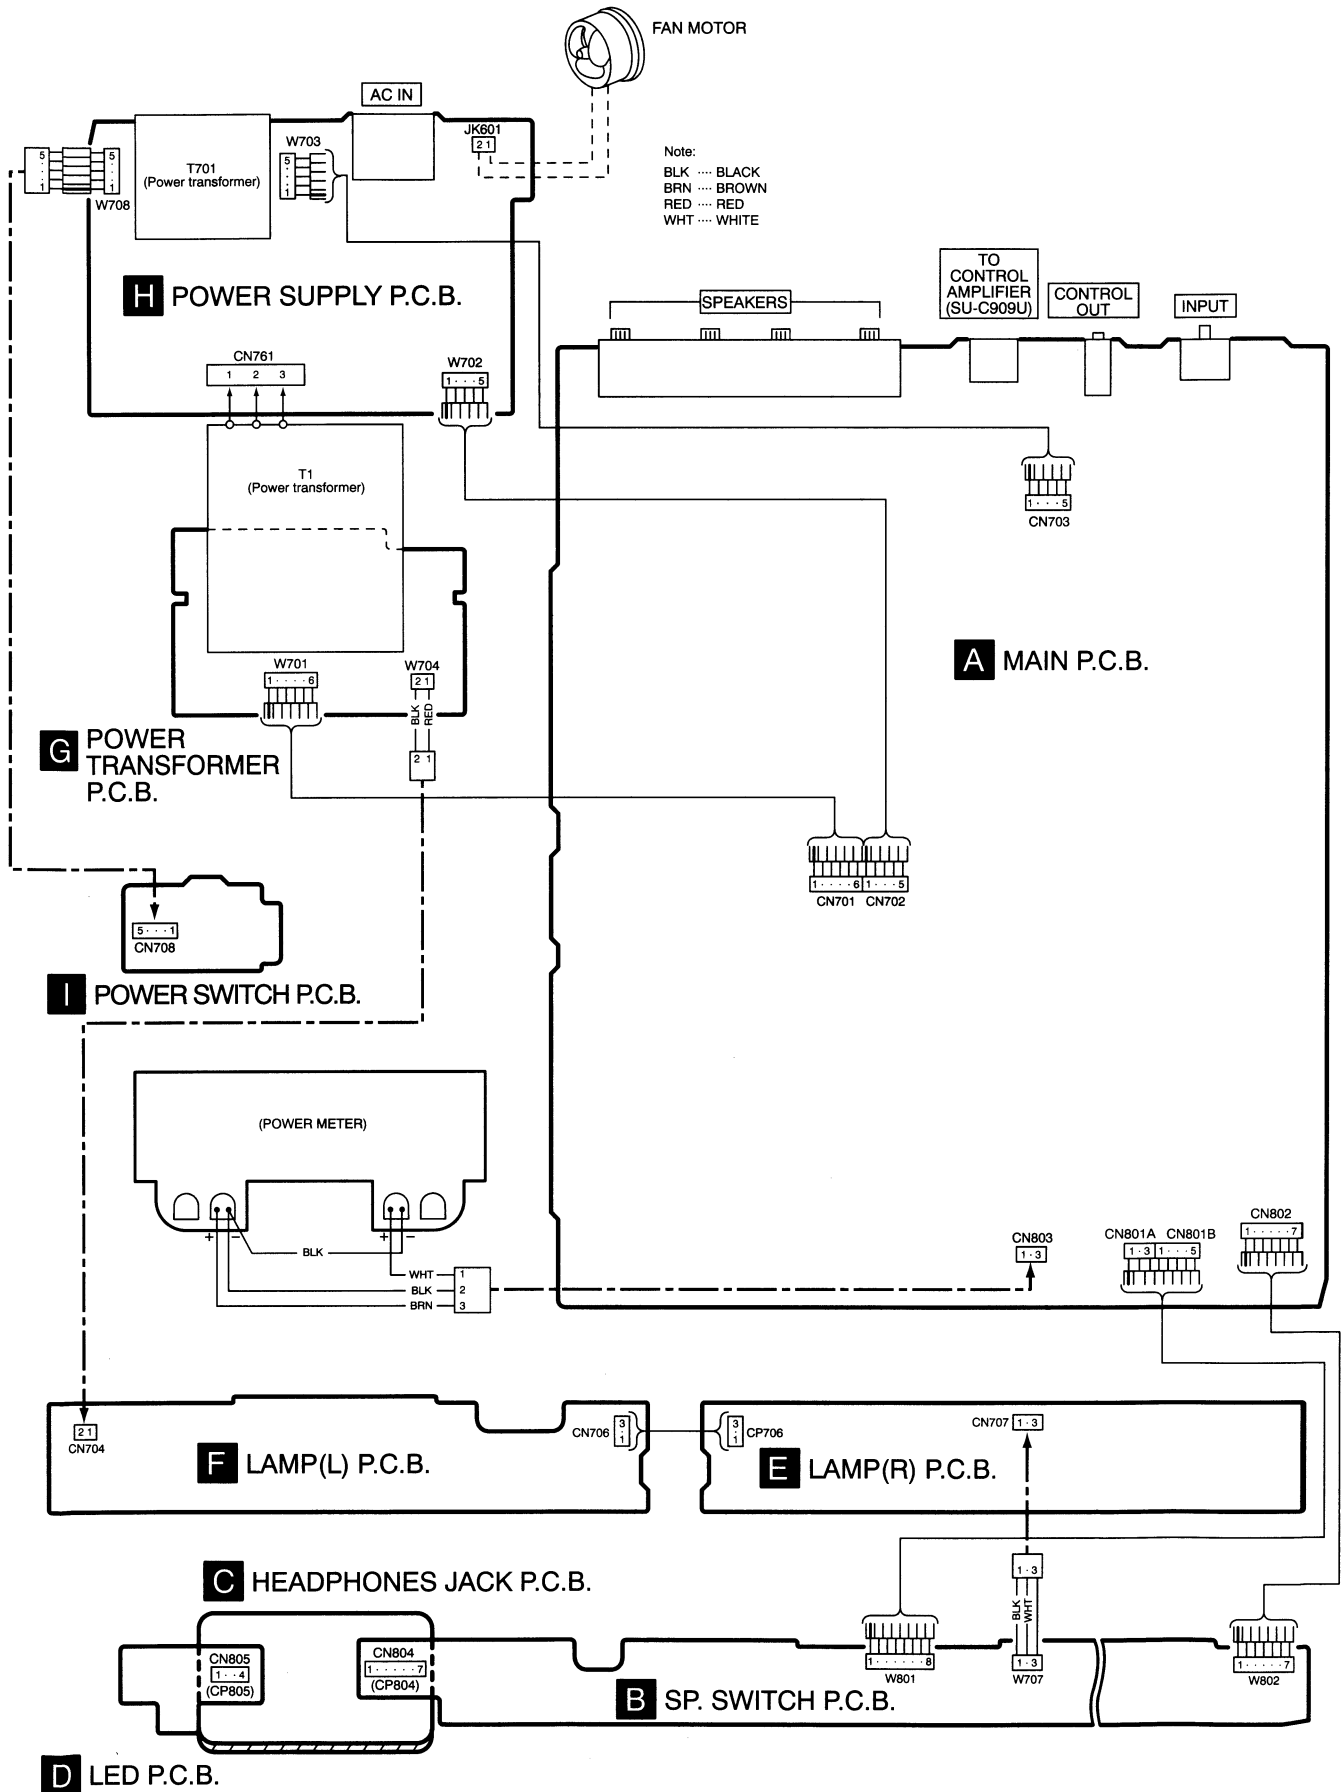 FAN MOTOR
AC IN
JK601
2 1
W703
5
·
·
·
1
5
·
·
·
1
5
·
·
·
1
W708
T701
(Power transformer)
Note:
BLK ···· BLACK
BRN ···· BROWN
RED ···· RED
WHT ···· WHITE
H POWER SUPPLY P.C.B.
TO
CONTROL
AMPLIFIER
(SU-C909U)
CONTROL
OUT
INPUT
SPEAKERS
CN761
1 2 3
W702
1 · · · 5
T1
(Power transformer)
1 · · · 5
CN703
A MAIN P.C.B.
W701
1 · · · · 6
W704
2 1
BLK
RED
2 1
G POWER
TRANSFORMER
P.C.B.
1 · · · · 6
1 · · · 5
CN701 CN702
5 · · · 1
CN708
I POWER SWITCH P.C.B.
(POWER METER)
+ −
+ −
BLK
WHT 1
BLK 2
BRN 3
CN803
1 · 3
CN801A CN801B
1 · 3 1 · · · 5
CN802
1 · · · · · 7
2 1
CN704
CN706
3
·
1
3
·
1
CP706
CN707
1 · 3
F LAMP(L) P.C.B.
E LAMP(R) P.C.B.
1 · 3
BLK
WHT
C HEADPHONES JACK P.C.B.
CN805
1 · · 4
(CP805)
CN804
1 · · · · · 7
(CP804)
1 · · · · · · 8
W801
1 · 3
W707
1 · · · · · 7
W802
B SP. SWITCH P.C.B.
D LED P.C.B.